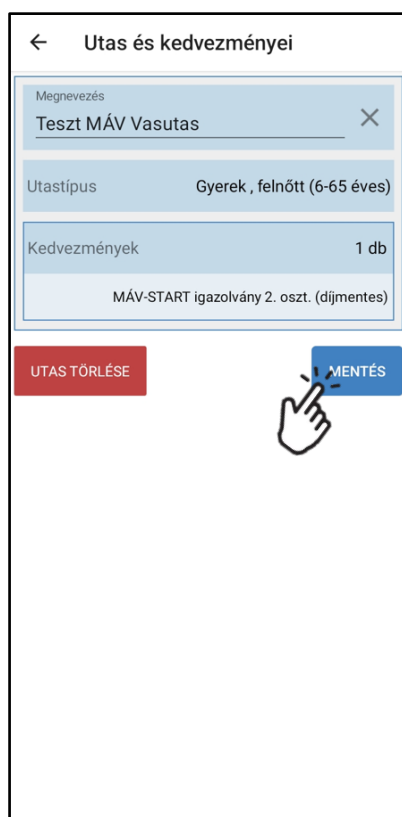 Utas és kedvezményei
Megnevezés
Teszt MÁV Vasutas
Utastípus Gyerek , felnőtt (6-65 éves)
Kedvezmények 1 db
MÁV-START igazolvány 2. oszt. (díjmentes)
UTAS TÖRLÉSE MENTÉS